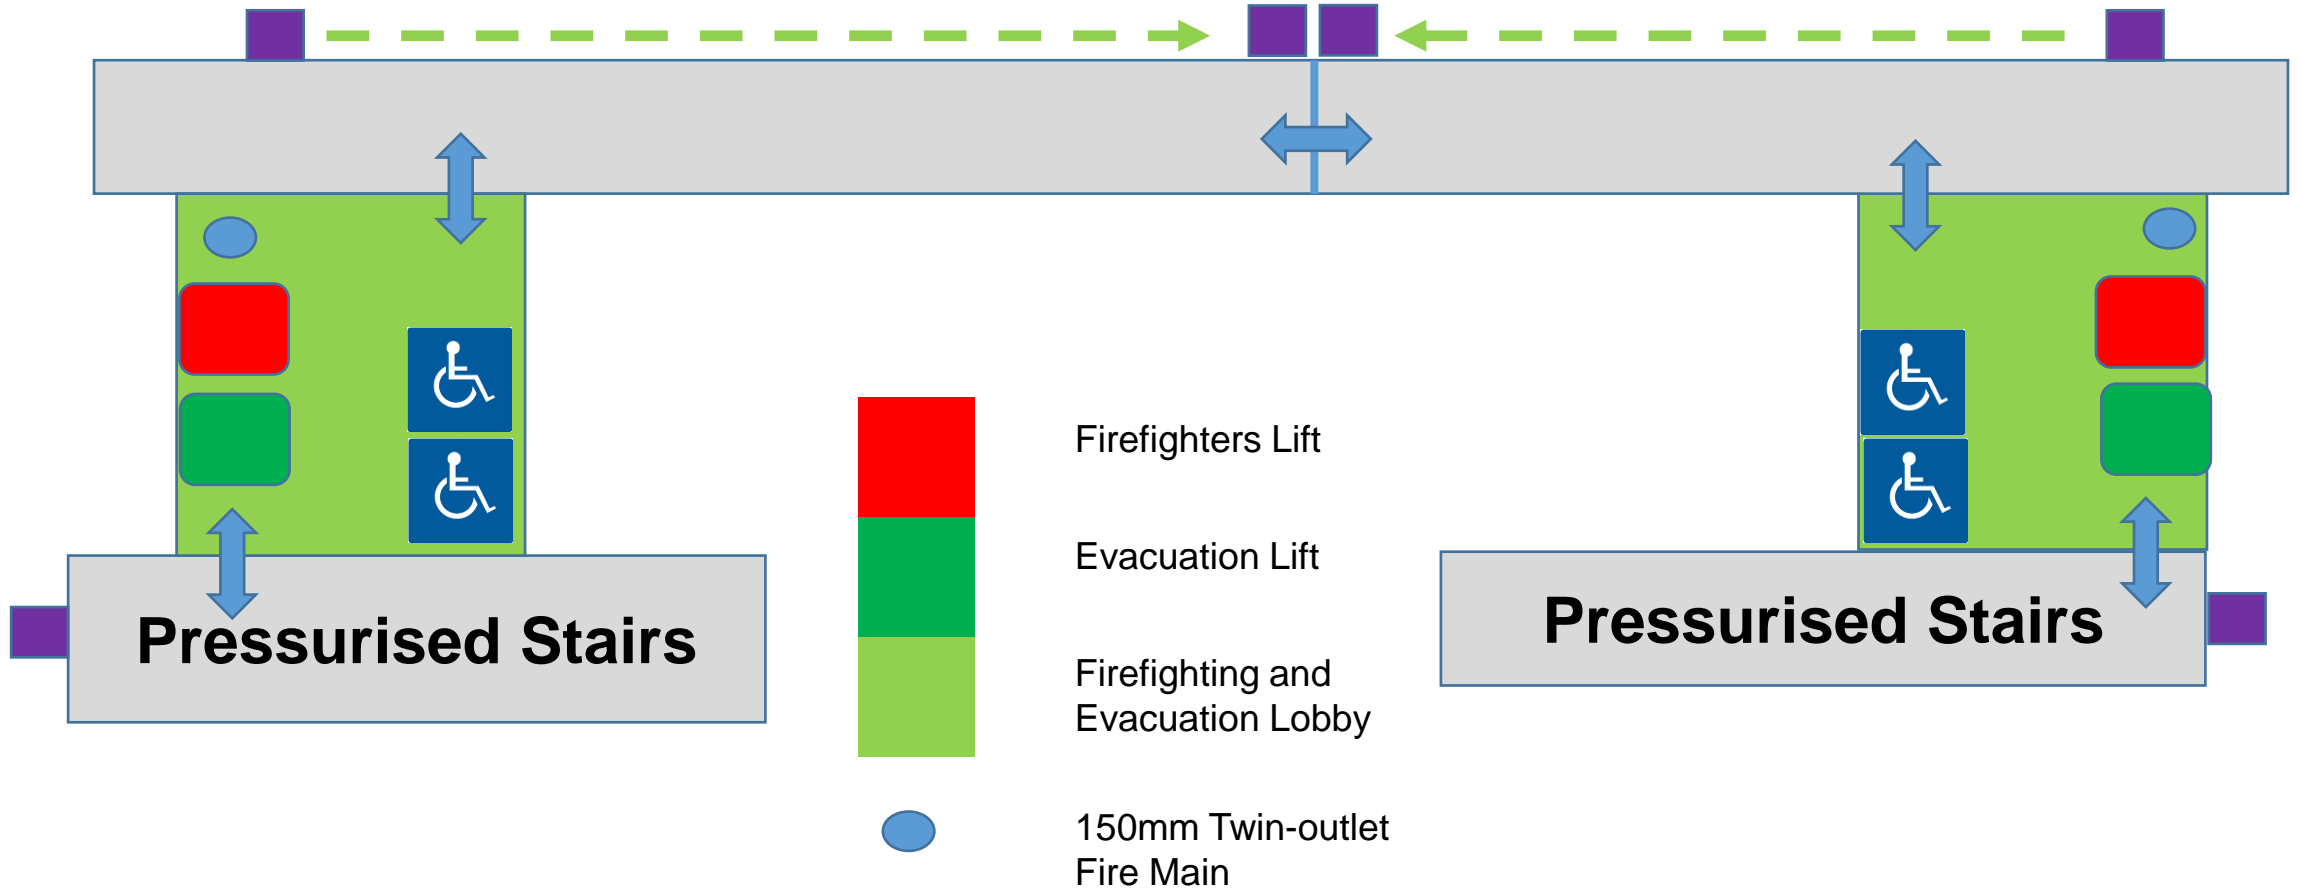 Firefighters Lift
Evacuation Lift
Pressurised Stairs
Pressurised Stairs
Firefighting and
Evacuation Lobby
150mm Twin-outlet
Fire Main